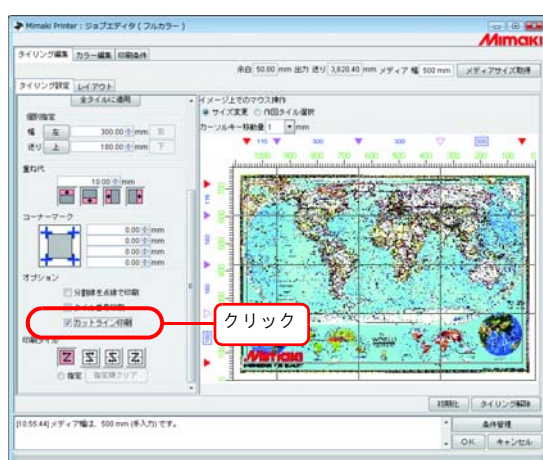 Mimaki Printer : ジョブエディタ ( フルカラー )
Mimaki
タイリング編集 カラー編集 印刷条件
余白 50.00 mm 出力 送り 3,620.40 mm メディア 幅 500 mm メディアサイズ取得
タイリング設定 レイアウト
全タイルに適用
イメージ上でのマウス操作
サイズ変更 作図タイル選択
カーソルキー移動量 1 mm
個別指定
幅 左 300.00 mm 右
送り 上 180.00 mm 下
重ね代
10.00 mm
コーナーマーク
0.00 mm
0.00 mm
0.00 mm
0.00 mm
オプション
分割線を点線で印刷
カットライン印刷
クリック
印刷タイル
指定 指定順クリア
110 300 300 300
Mimaki
初期化 タイリング解除
[10:55:44] メディア幅は、500 mm (手入力) です。
条件管理
OK キャンセル